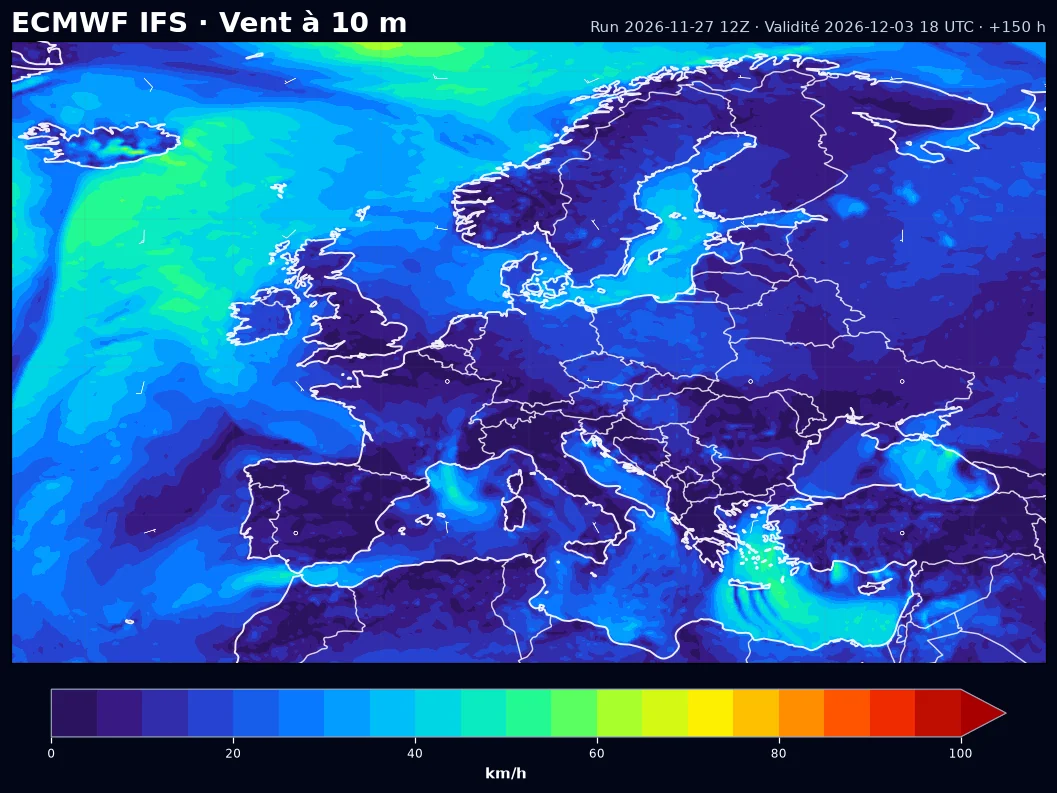 ECMWF IFS · Vent à 10 m
Run 2026-11-27 12Z · Validité 2026-12-03 18 UTC · +150 h
0 20 40 60 80 100
km/h